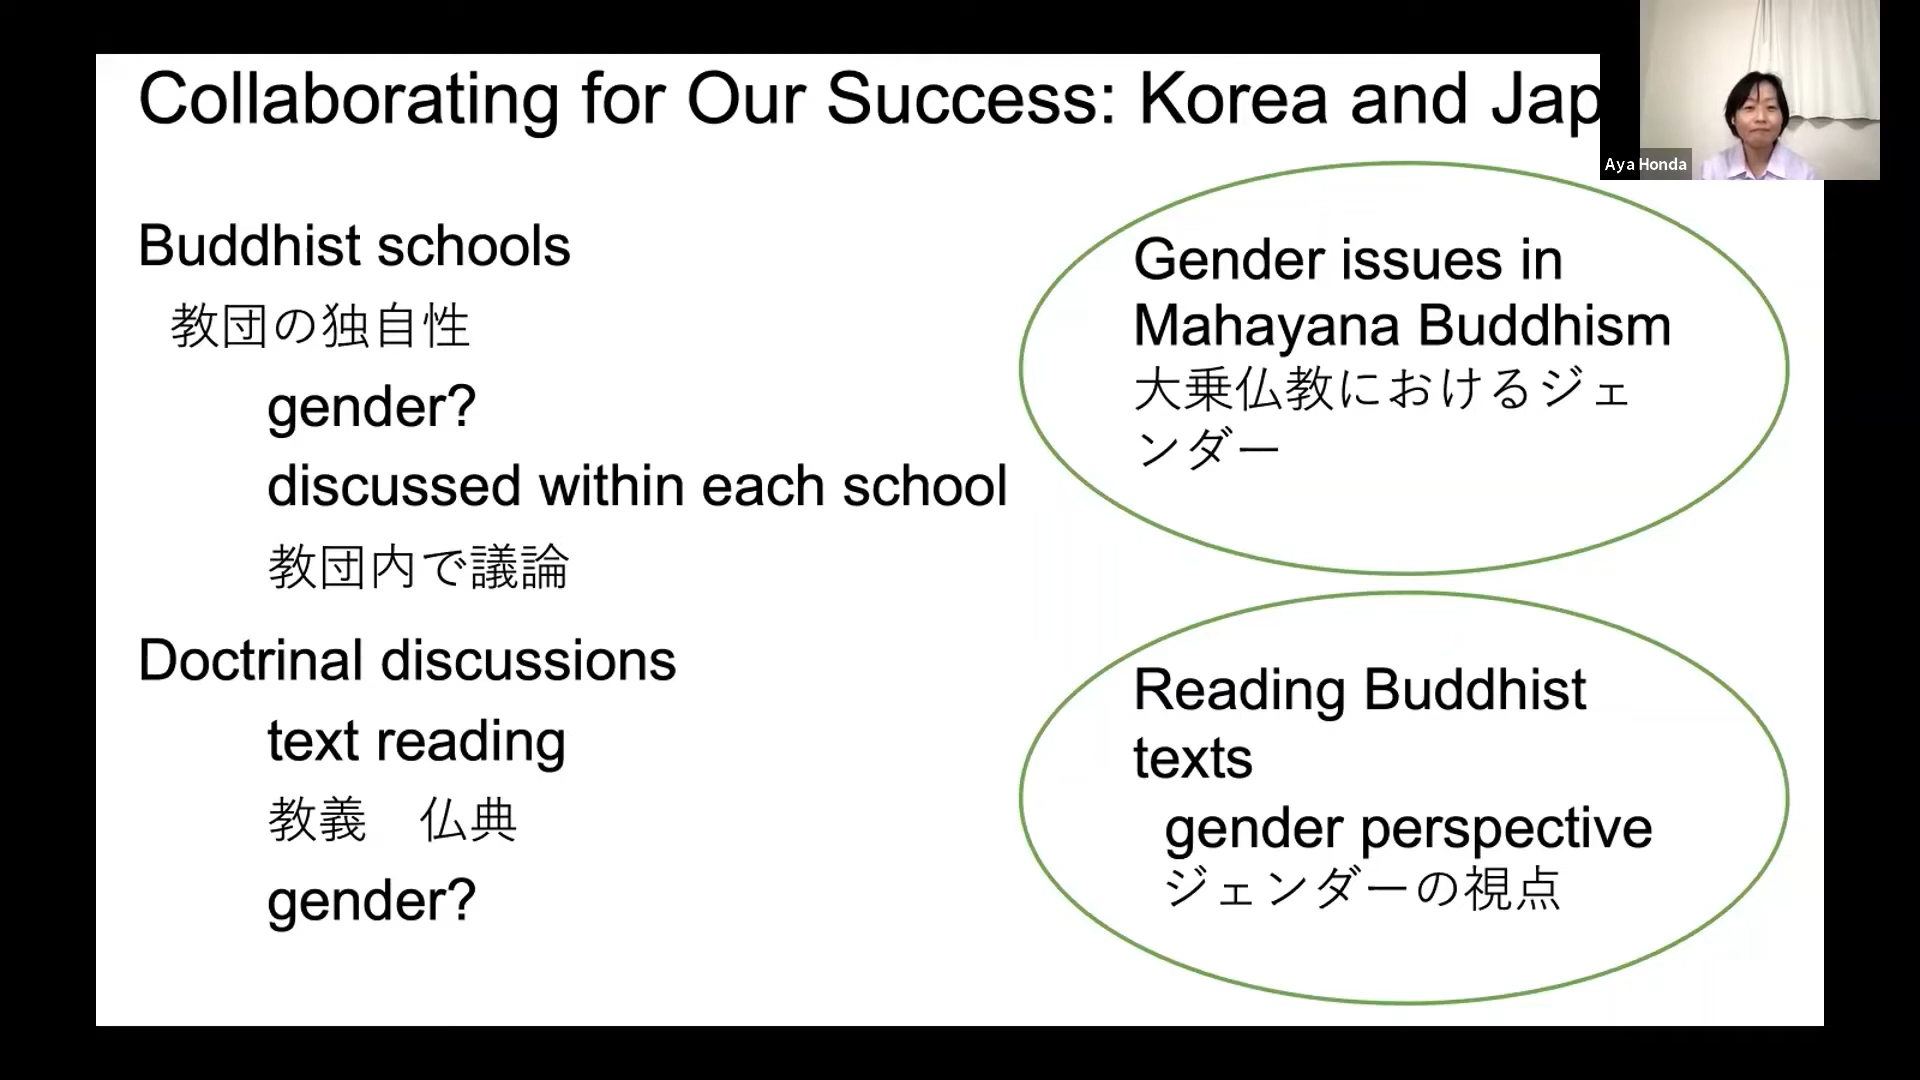 Collaborating for Our Success: Korea and Jap
Aya Honda
Buddhist schools
教団の独自性
gender?
discussed within each school
教団内で議論
Doctrinal discussions
text reading
教義　仏典
gender?
Gender issues in
Mahayana Buddhism
大乗仏教におけるジェ
ンダー
Reading Buddhist
texts
gender perspective
ジェンダーの視点